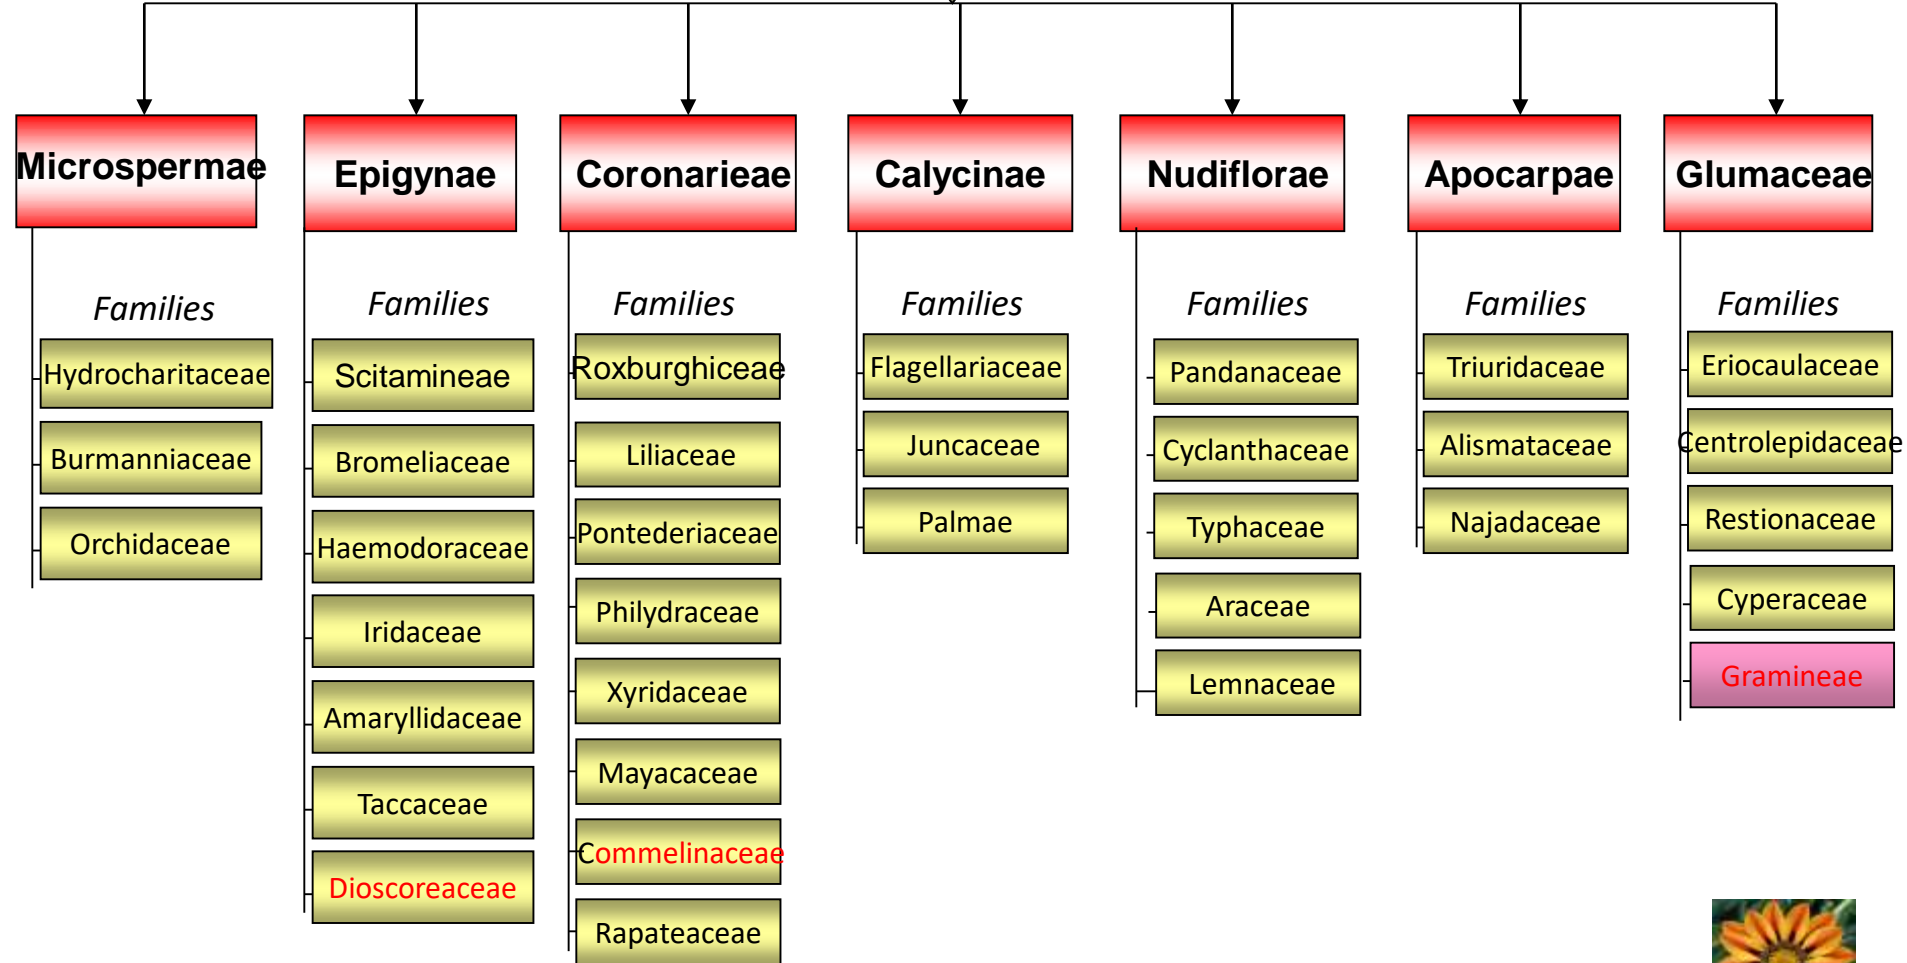 Microspermae
Families
Hydrocharitaceae
Burmanniaceae
Orchidaceae
Epigynae
Families
Scitamineae
Bromeliaceae
Haemodoraceae
Iridaceae
Amaryllidaceae
Taccaceae
Dioscoreaceae
Coronarieae
Families
Roxburghiceae
Liliaceae
Pontederiaceae
Philydraceae
Xyridaceae
Mayacaceae
Commelinaceae
Rapateaceae
Calycinae
Families
Flagellariaceae
Juncaceae
Palmae
Nudiflorae
Families
Pandanaceae
Cyclanthaceae
Typhaceae
Araceae
Lemnaceae
Apocarpae
Families
Triuridaceae
Alismataceae
Najadaceae
Glumaceae
Families
Eriocaulaceae
Centrolepidaceae
Restionaceae
Cyperaceae
Gramineae